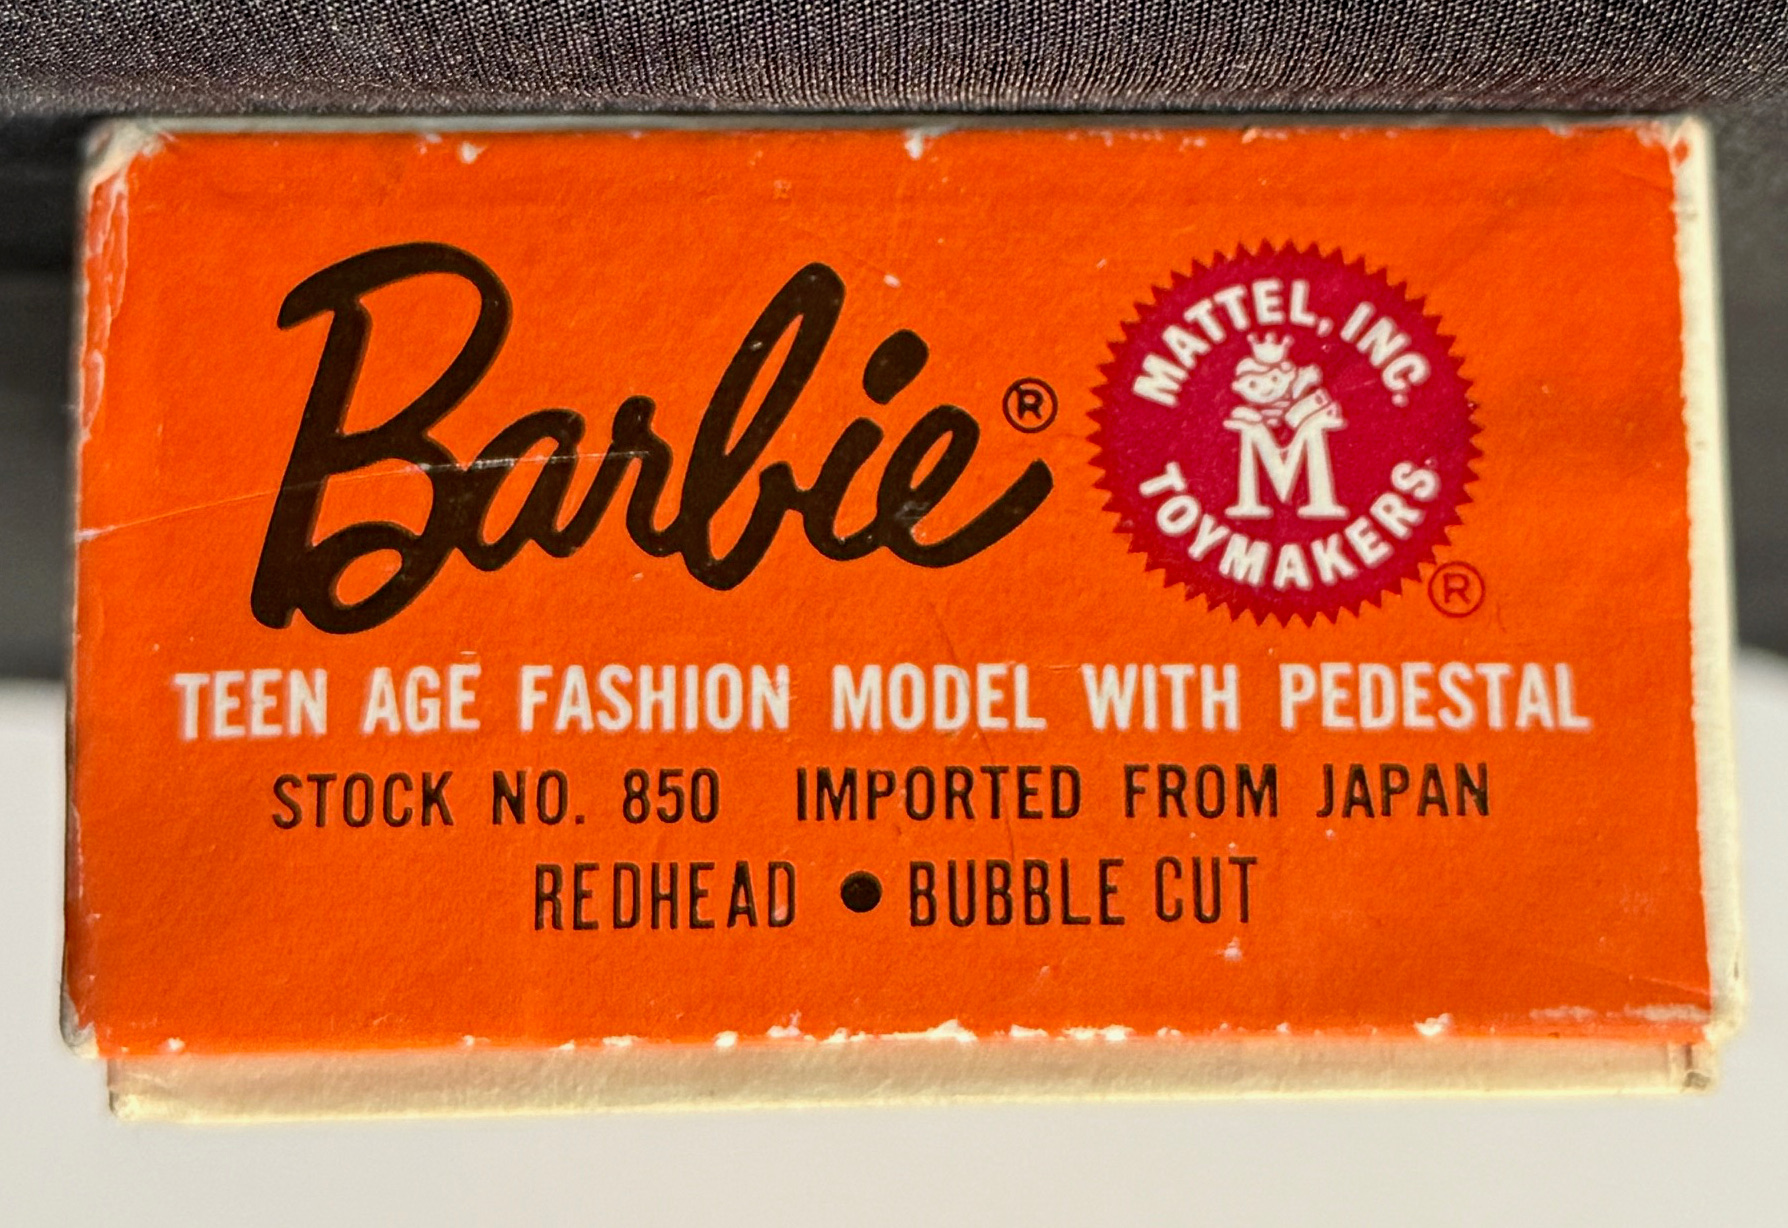 Barbie®
MATTEL, INC.
M
TOYMAKERS
®
TEEN AGE FASHION MODEL WITH PEDESTAL
STOCK NO. 850 IMPORTED FROM JAPAN
REDHEAD • BUBBLE CUT